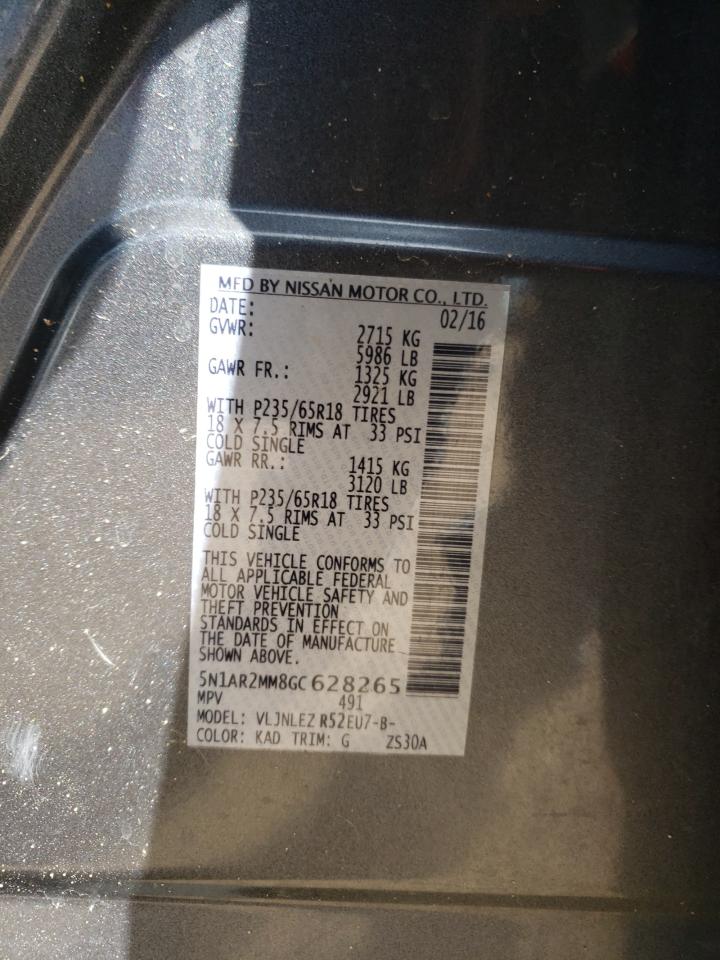 MFD BY NISSAN MOTOR CO., LTD.
DATE: 02/16
GVWR: 2715 KG
5986 LB
GAWR FR.: 1325 KG
2921 LB
WITH P235/65R18 TIRES
18 X 7.5 RIMS AT 33 PSI
COLD SINGLE
GAWR RR.: 1415 KG
3120 LB
WITH P235/65R18 TIRES
18 X 7.5 RIMS AT 33 PSI
COLD SINGLE
THIS VEHICLE CONFORMS TO
ALL APPLICABLE FEDERAL
MOTOR VEHICLE SAFETY AND
THEFT PREVENTION
STANDARDS IN EFFECT ON
THE DATE OF MANUFACTURE
SHOWN ABOVE.
5N1AR2MM8GC628265
MPV 491
MODEL: VLJNLEZ R52EU7-B-
COLOR: KAD TRIM: G ZS30A